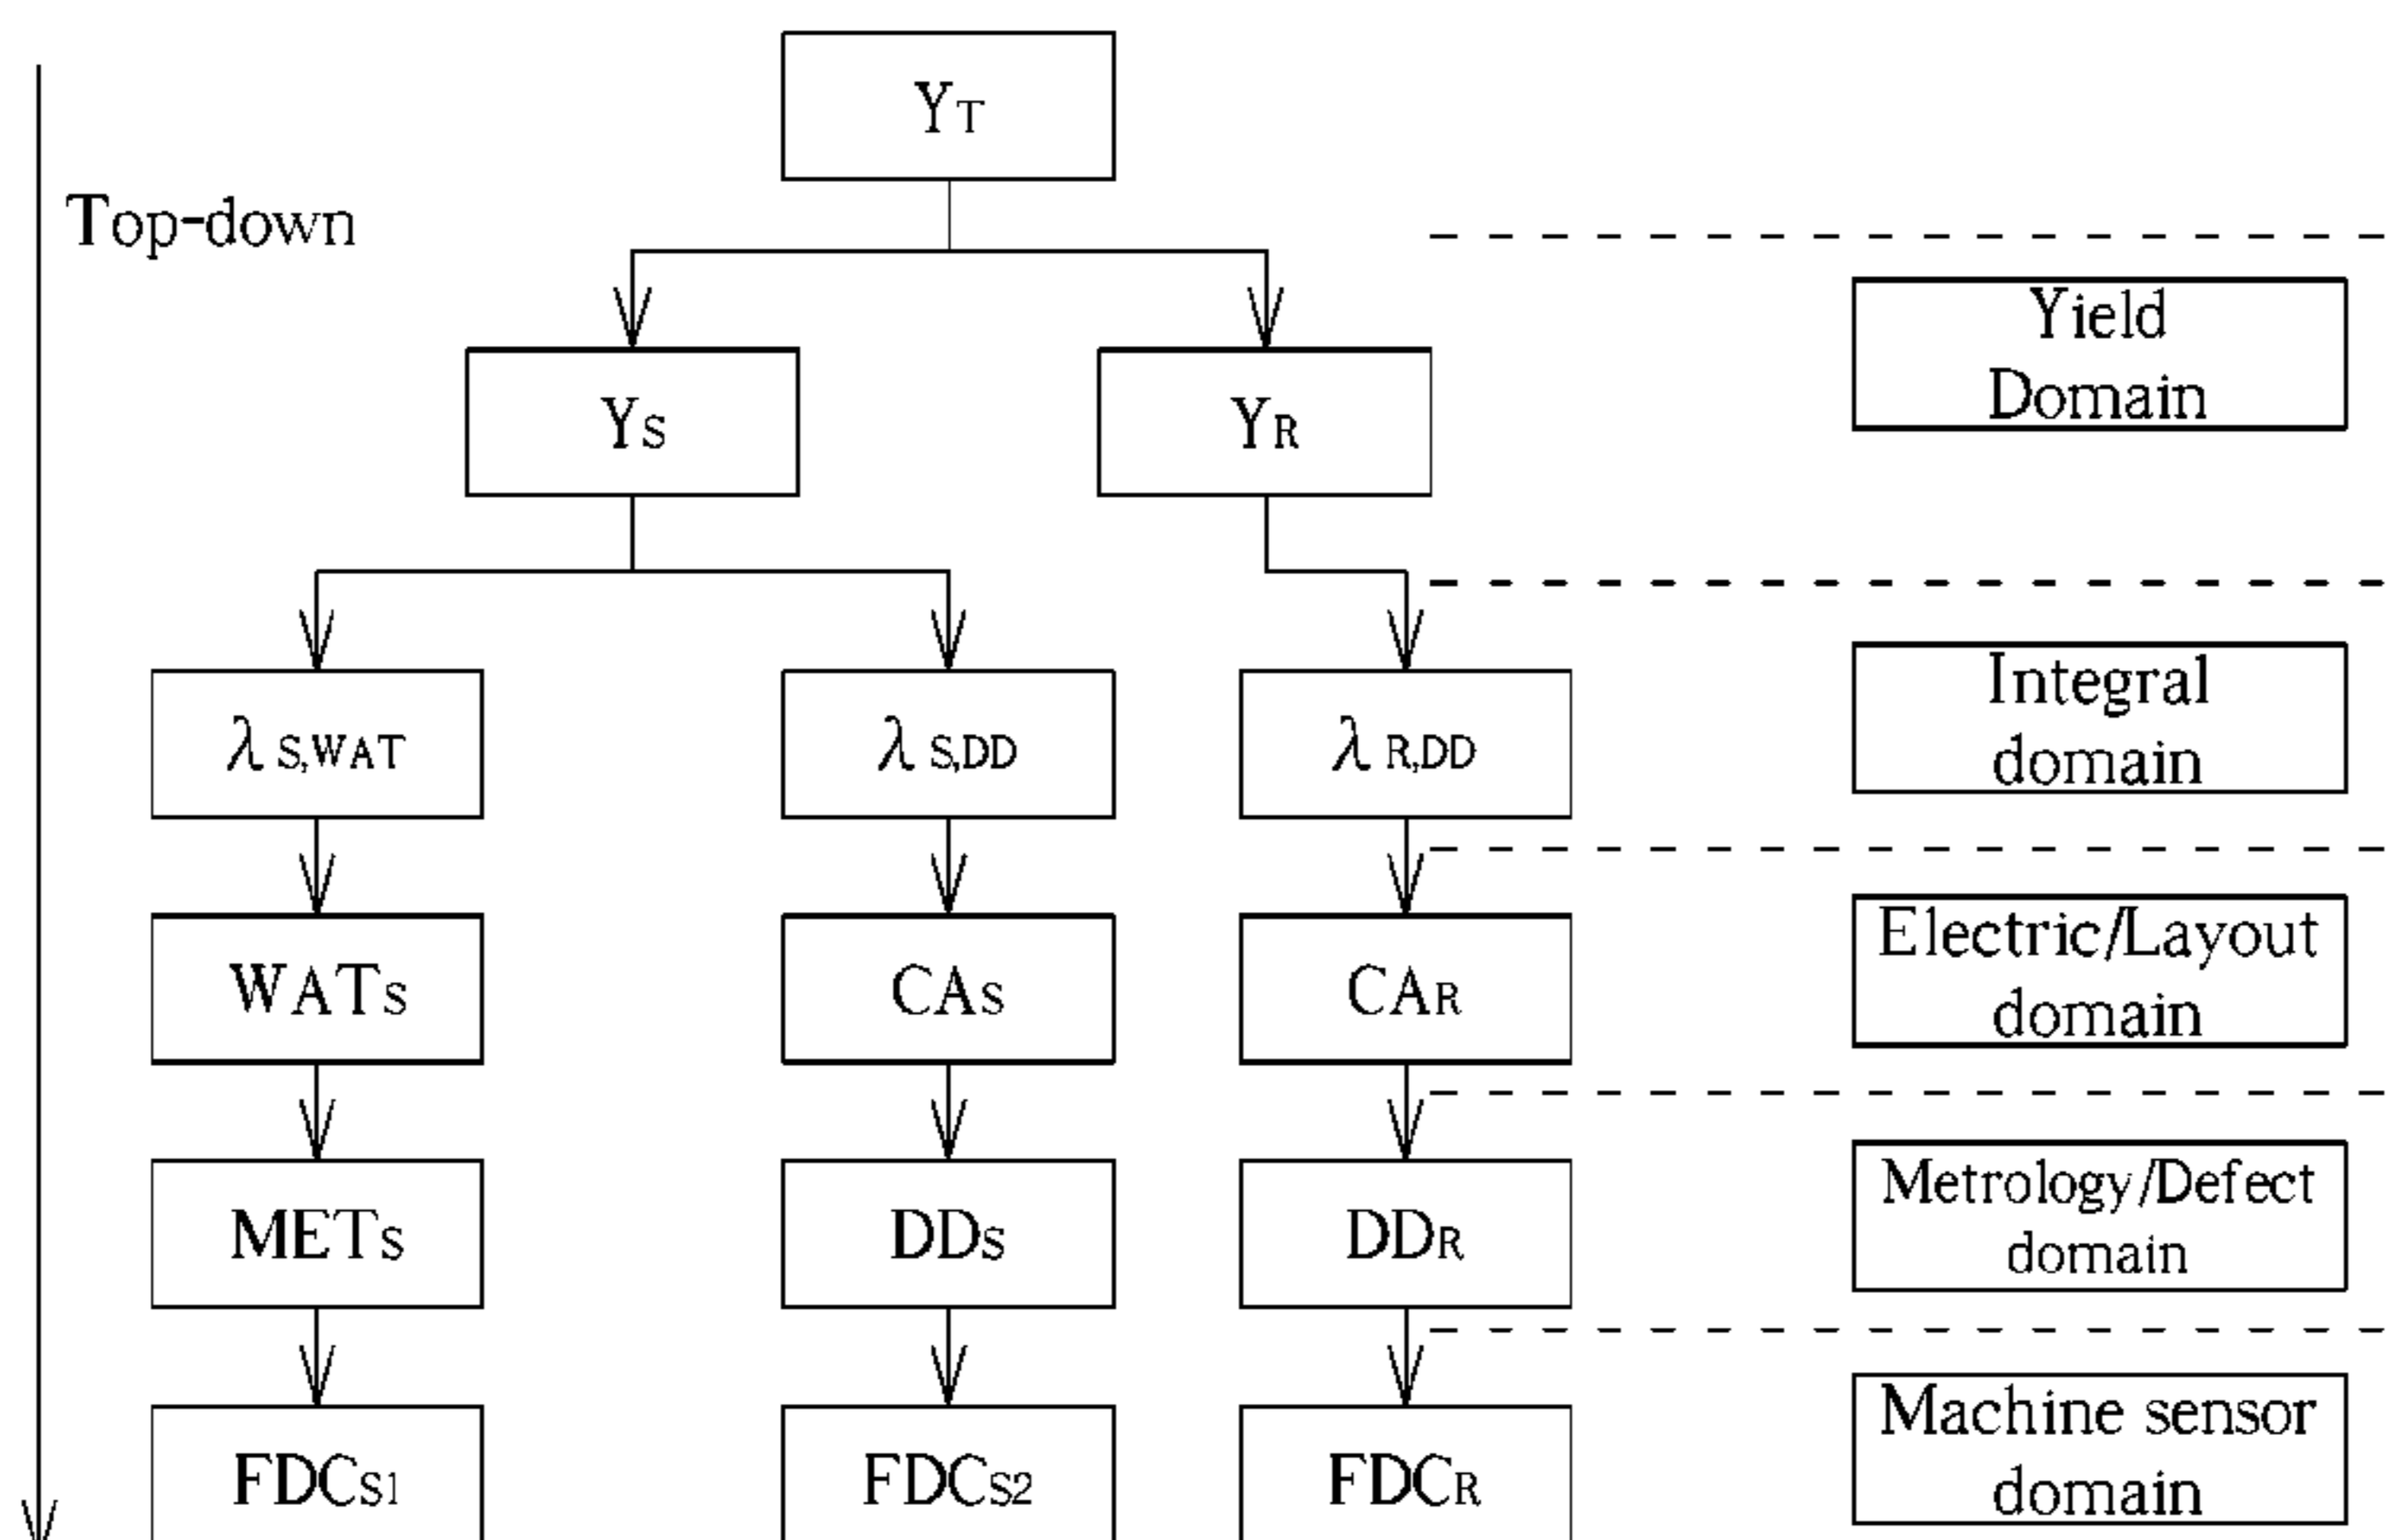 YT
Top-down
Yield
Domain
YS
YR
Integral
domain
λ S,WAT
λ S,DD
λ R,DD
Electric/Layout
domain
WATS
CAS
CAR
Metrology/Defect
domain
METS
DDS
DDR
Machine sensor
domain
FDCS1
FDCS2
FDCR